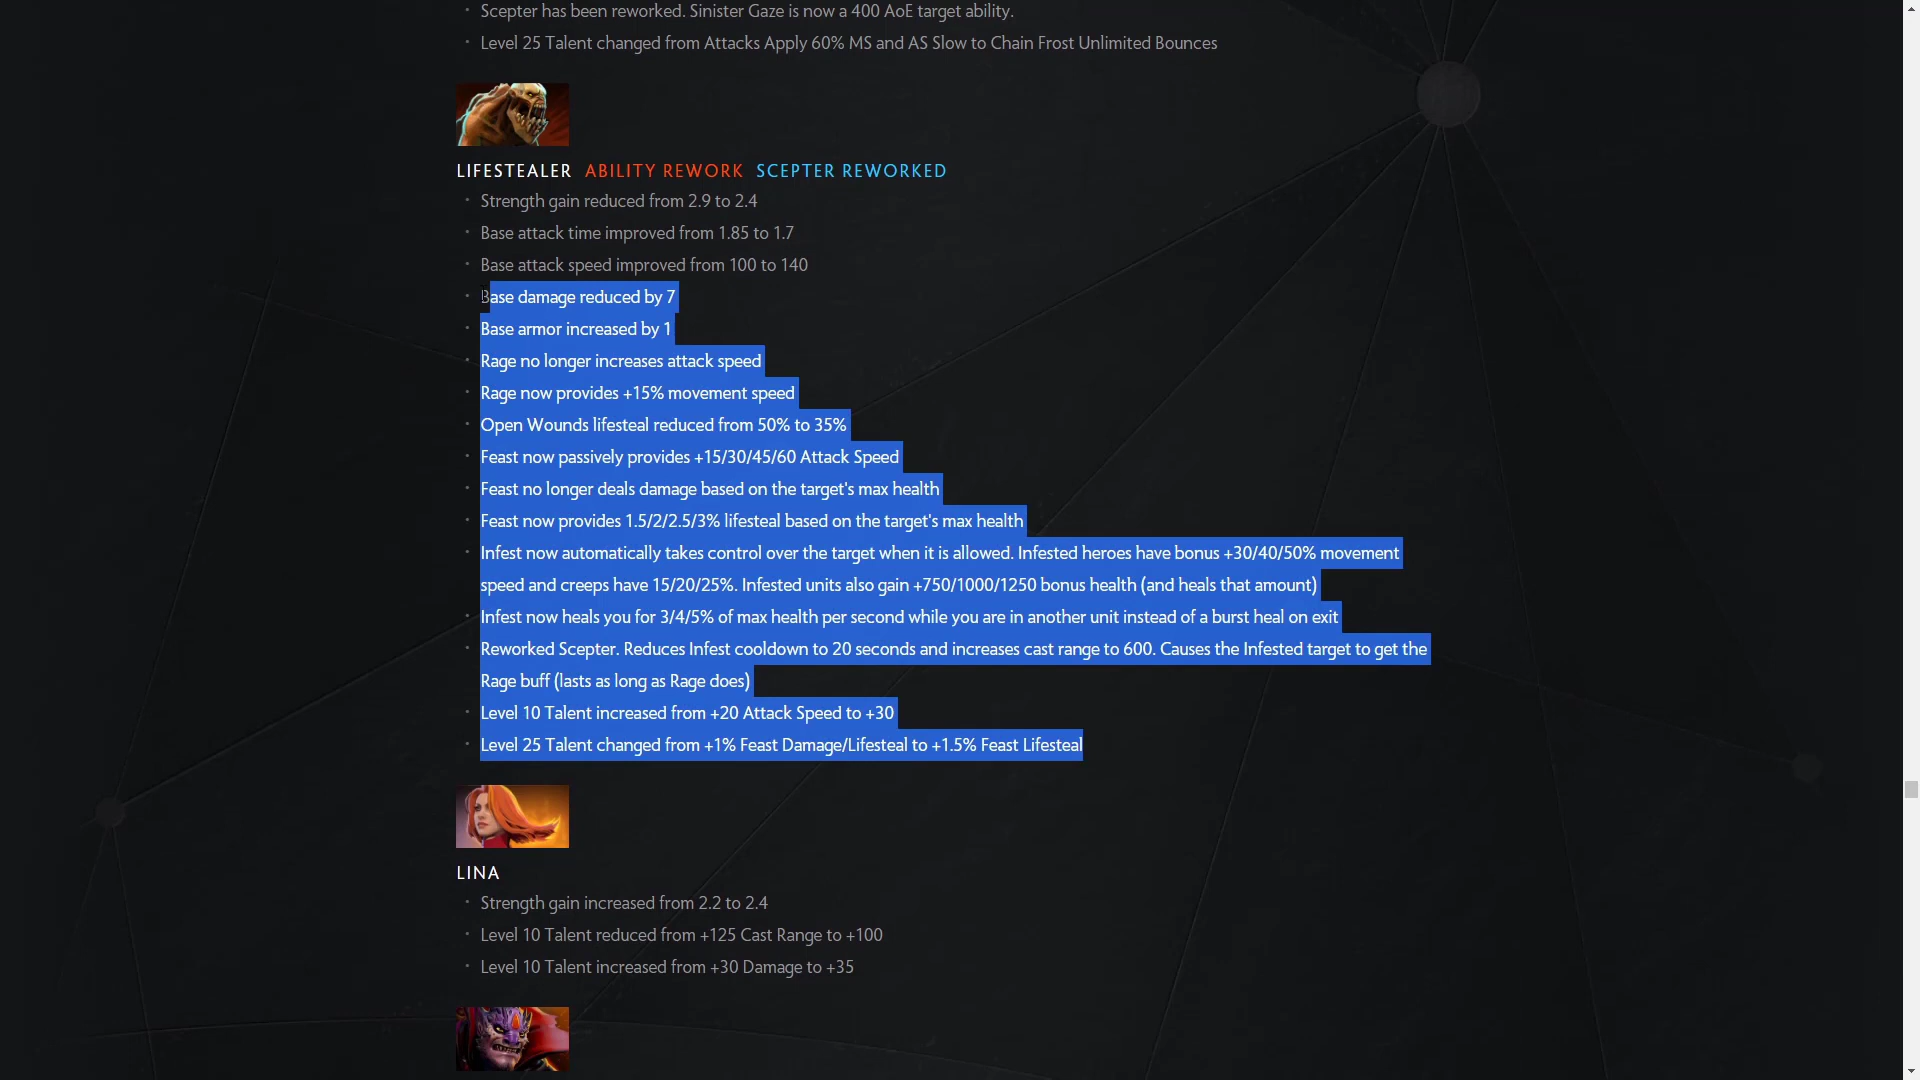 Scepter has been reworked. Sinister Gaze is now a 400 AoE target ability.
Level 25 Talent changed from Attacks Apply 60% MS and AS Slow to Chain Frost Unlimited Bounces
LIFESTEALER ABILITY REWORK SCEPTER REWORKED
Strength gain reduced from 2.9 to 2.4
Base attack time improved from 1.85 to 1.7
Base attack speed improved from 100 to 140
Base damage reduced by 7
Base armor increased by 1
Rage no longer increases attack speed
Rage now provides +15% movement speed
Open Wounds lifesteal reduced from 50% to 35%
Feast now passively provides +15/30/45/60 Attack Speed
Feast no longer deals damage based on the target's max health
Feast now provides 1.5/2/2.5/3% lifesteal based on the target's max health
Infest now automatically takes control over the target when it is allowed. Infested heroes have bonus +30/40/50% movement
speed and creeps have 15/20/25%. Infested units also gain +750/1000/1250 bonus health (and heals that amount)
Infest now heals you for 3/4/5% of max health per second while you are in another unit instead of a burst heal on exit
Reworked Scepter. Reduces Infest cooldown to 20 seconds and increases cast range to 600. Causes the Infested target to get the
Rage buff (lasts as long as Rage does)
Level 10 Talent increased from +20 Attack Speed to +30
Level 25 Talent changed from +1% Feast Damage/Lifesteal to +1.5% Feast Lifesteal
LINA
Strength gain increased from 2.2 to 2.4
Level 10 Talent reduced from +125 Cast Range to +100
Level 10 Talent increased from +30 Damage to +35